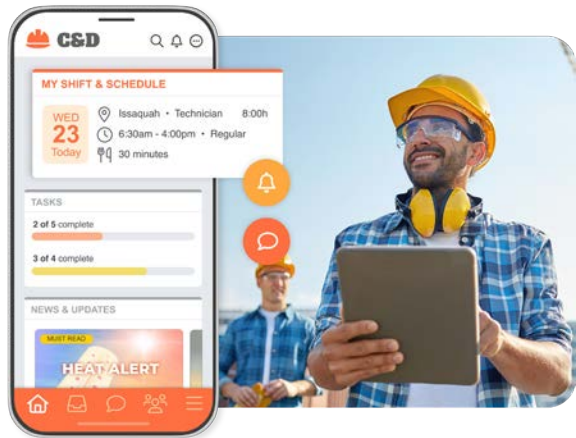 C&D
MY SHIFT & SCHEDULE
WED
23
Today
Issaquah • Technician 8:00h
6:30am - 4:00pm • Regular
30 minutes
TASKS
2 of 5 complete
3 of 4 complete
NEWS & UPDATES
MUST READ
HEAT ALERT